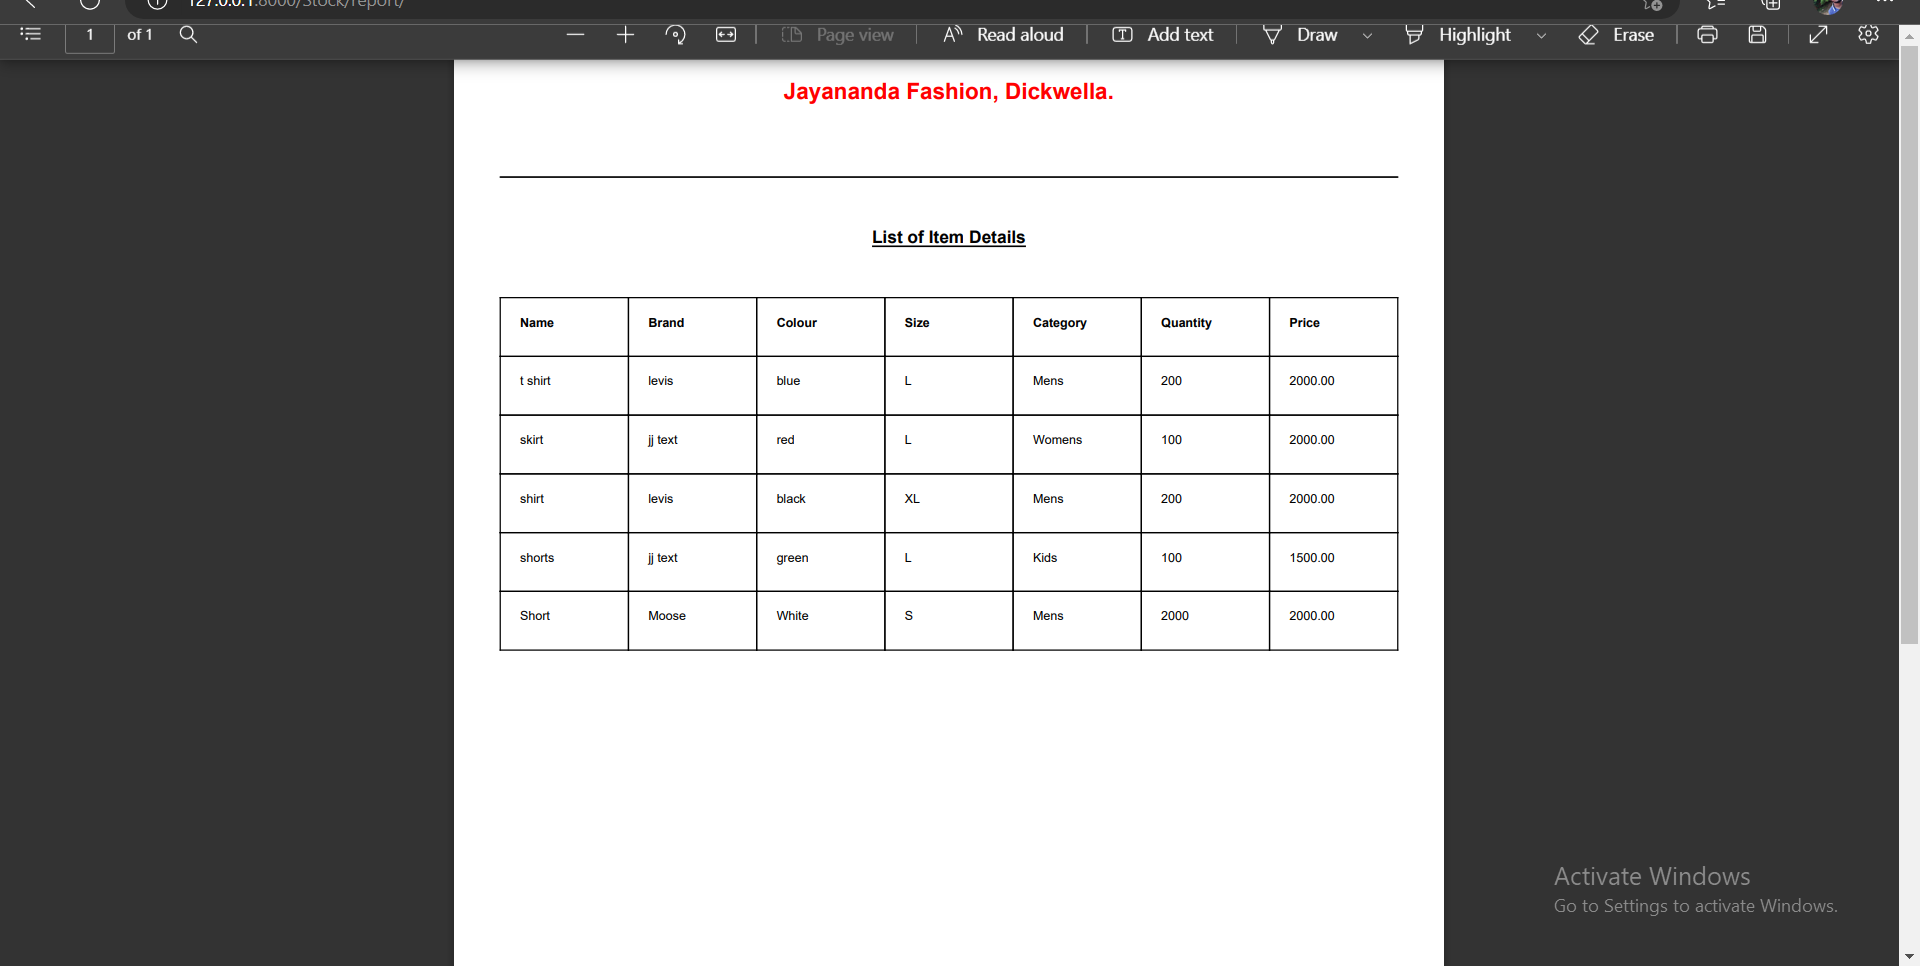 127.0.0.1:8000/Stock/report/
1 of 1 Page view Read aloud Add text Draw Highlight Erase
Jayananda Fashion, Dickwella.
List of Item Details
Name Brand Colour Size Category Quantity Price
t shirt levis blue L Mens 200 2000.00
skirt jj text red L Womens 100 2000.00
shirt levis black XL Mens 200 2000.00
shorts jj text green L Kids 100 1500.00
Short Moose White S Mens 2000 2000.00
Activate Windows
Go to Settings to activate Windows.